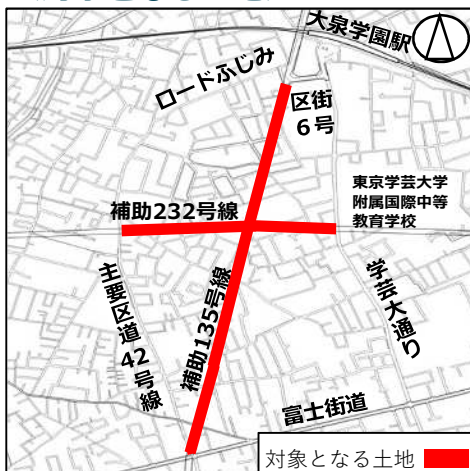 大泉学園駅
ロードふじみ
区街
6号
東京学芸大学
附属国際中等
教育学校
補助232号線
主要区道42号線
補助135号線
学芸大通り
富士街道
対象となる土地